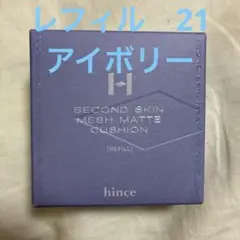 レフィル 21
アイボリー
H
SECOND SKIN
MESH MATTE
CUSHION
[REFILL]
hince